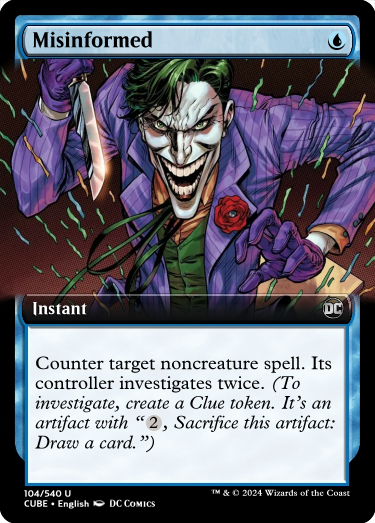 Misinformed
Instant
DC
Counter target noncreature spell. Its
controller investigates twice. (To
investigate, create a Clue token. It's an
artifact with “2, Sacrifice this artifact:
Draw a card.”)
104/540 U
CUBE • English DC COMICS
™ & © 2024 Wizards of the Coast